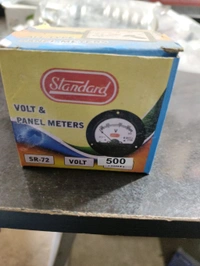 Standard
VOLT &
PANEL METERS
SR-72
VOLT
500